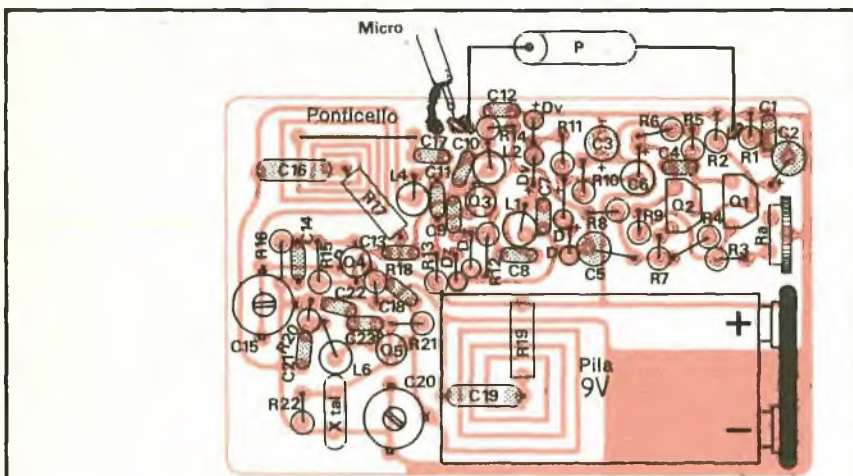 Micro
P
Ponticello
C12
Dv
R11
R6
R5
C1
C2
R14
C3
R2
R1
C17
C10
L2
C4
C16
L4
C11
R10
C6
R17
Q3
Q2
Q1
C9
L1
R8
R9
R4
Ra
R16
C14
C13
R15
Q4
R18
R13
R12
C8
C5
R7
R3
C22
C18
C15
R20
C23
R21
Q5
C21
L6
C20
R19
Pila
9V
+
C19
R22
Xtal
−